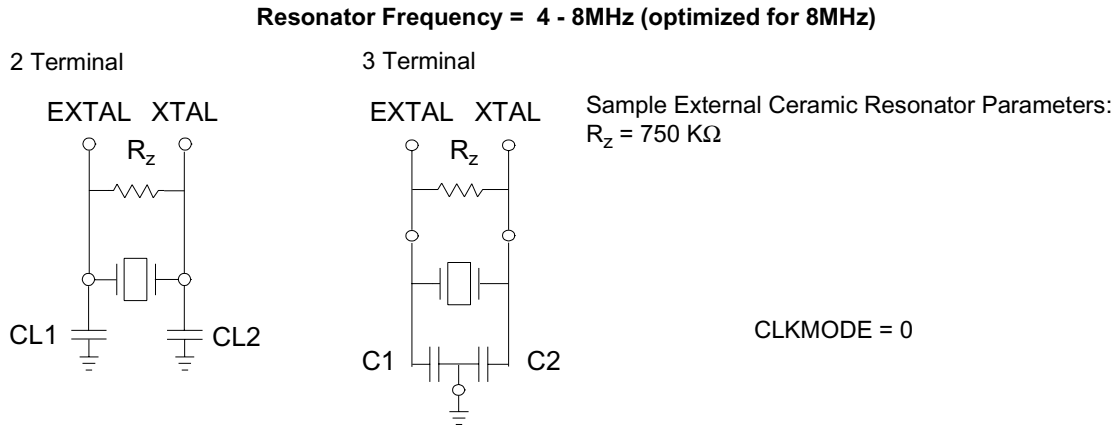 Resonator Frequency = 4 - 8MHz (optimized for 8MHz)
2 Terminal
3 Terminal
EXTAL XTAL
Rz
CL1
CL2
EXTAL XTAL
Rz
C1
C2
Sample External Ceramic Resonator Parameters:
Rz = 750 KΩ
CLKMODE = 0